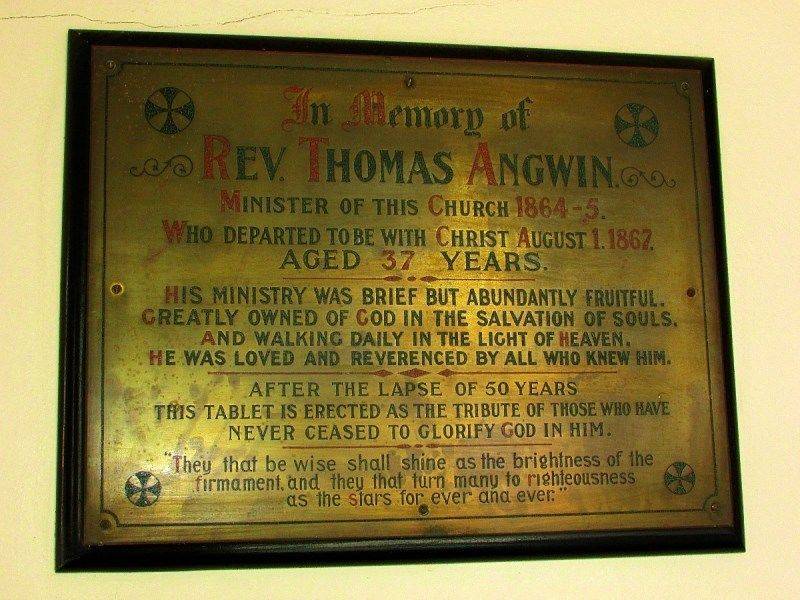 In Memory of
REV. THOMAS ANGWIN.
MINISTER OF THIS CHURCH 1864-5.
WHO DEPARTED TO BE WITH CHRIST AUGUST 1. 1867.
AGED 37 YEARS.
HIS MINISTRY WAS BRIEF BUT ABUNDANTLY FRUITFUL.
GREATLY OWNED OF GOD IN THE SALVATION OF SOULS.
AND WALKING DAILY IN THE LIGHT OF HEAVEN.
HE WAS LOVED AND REVERENCED BY ALL WHO KNEW HIM.
AFTER THE LAPSE OF 50 YEARS
THIS TABLET IS ERECTED AS THE TRIBUTE OF THOSE WHO HAVE
NEVER CEASED TO GLORIFY GOD IN HIM.
"They that be wise shall shine as the brightness of the
firmament, and they that turn many to righteousness
as the stars for ever and ever."